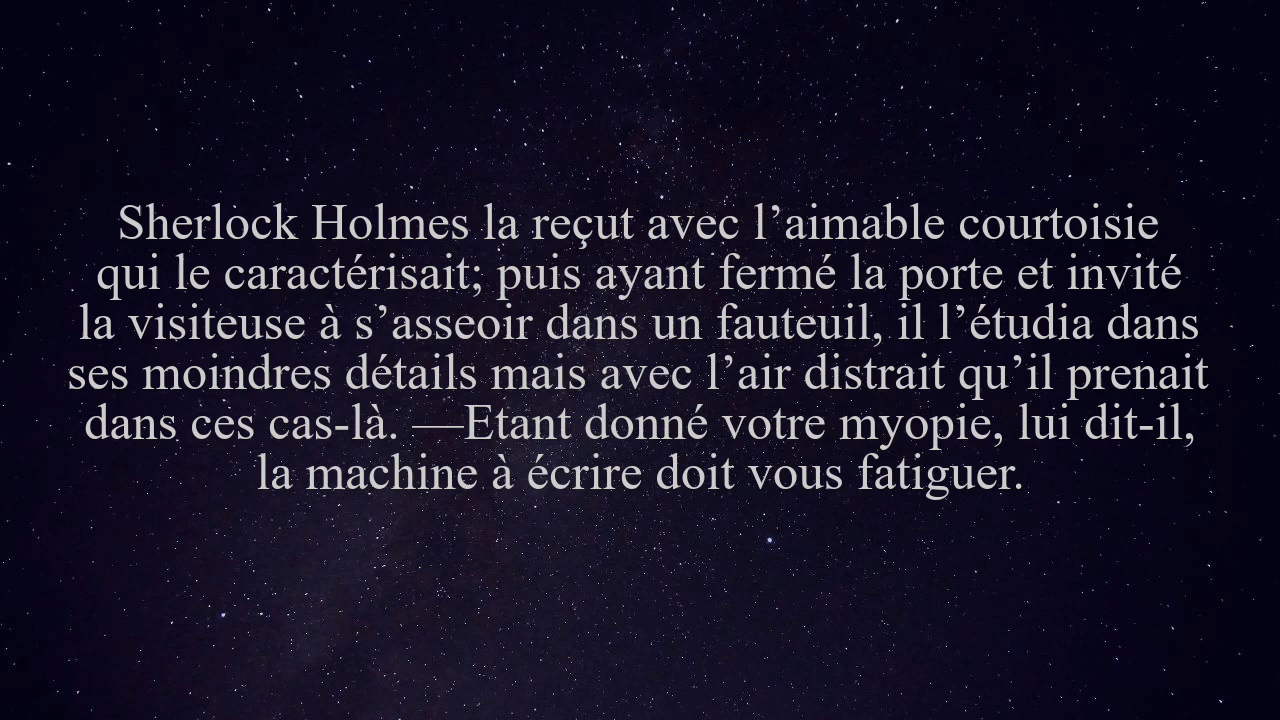 Sherlock Holmes la reçut avec l’aimable courtoisie
qui le caractérisait; puis ayant fermé la porte et invité
la visiteuse à s’asseoir dans un fauteuil, il l’étudia dans
ses moindres détails mais avec l’air distrait qu’il prenait
dans ces cas-là. —Etant donné votre myopie, lui dit-il,
la machine à écrire doit vous fatiguer.